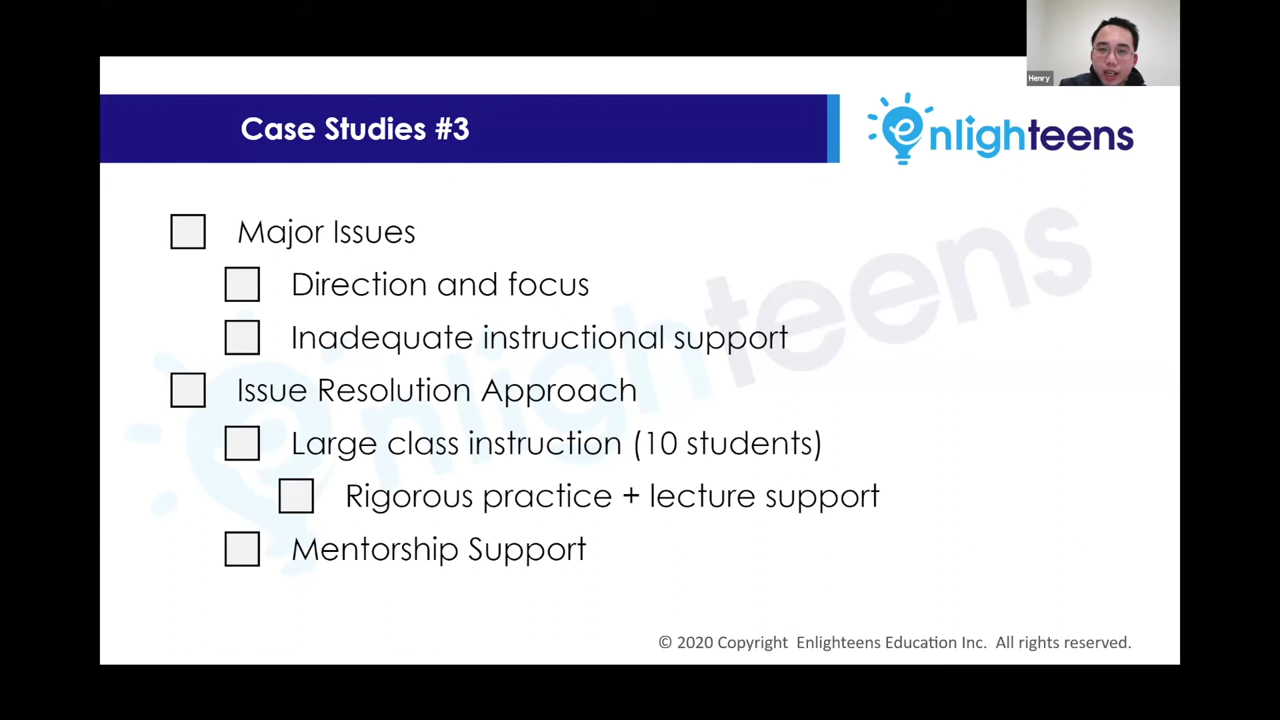 Henry
Case Studies #3
enlighteens
Major Issues
Direction and focus
Inadequate instructional support
Issue Resolution Approach
Large class instruction (10 students)
Rigorous practice + lecture support
Mentorship Support
enlighteens
© 2020 Copyright Enlighteens Education Inc. All rights reserved.